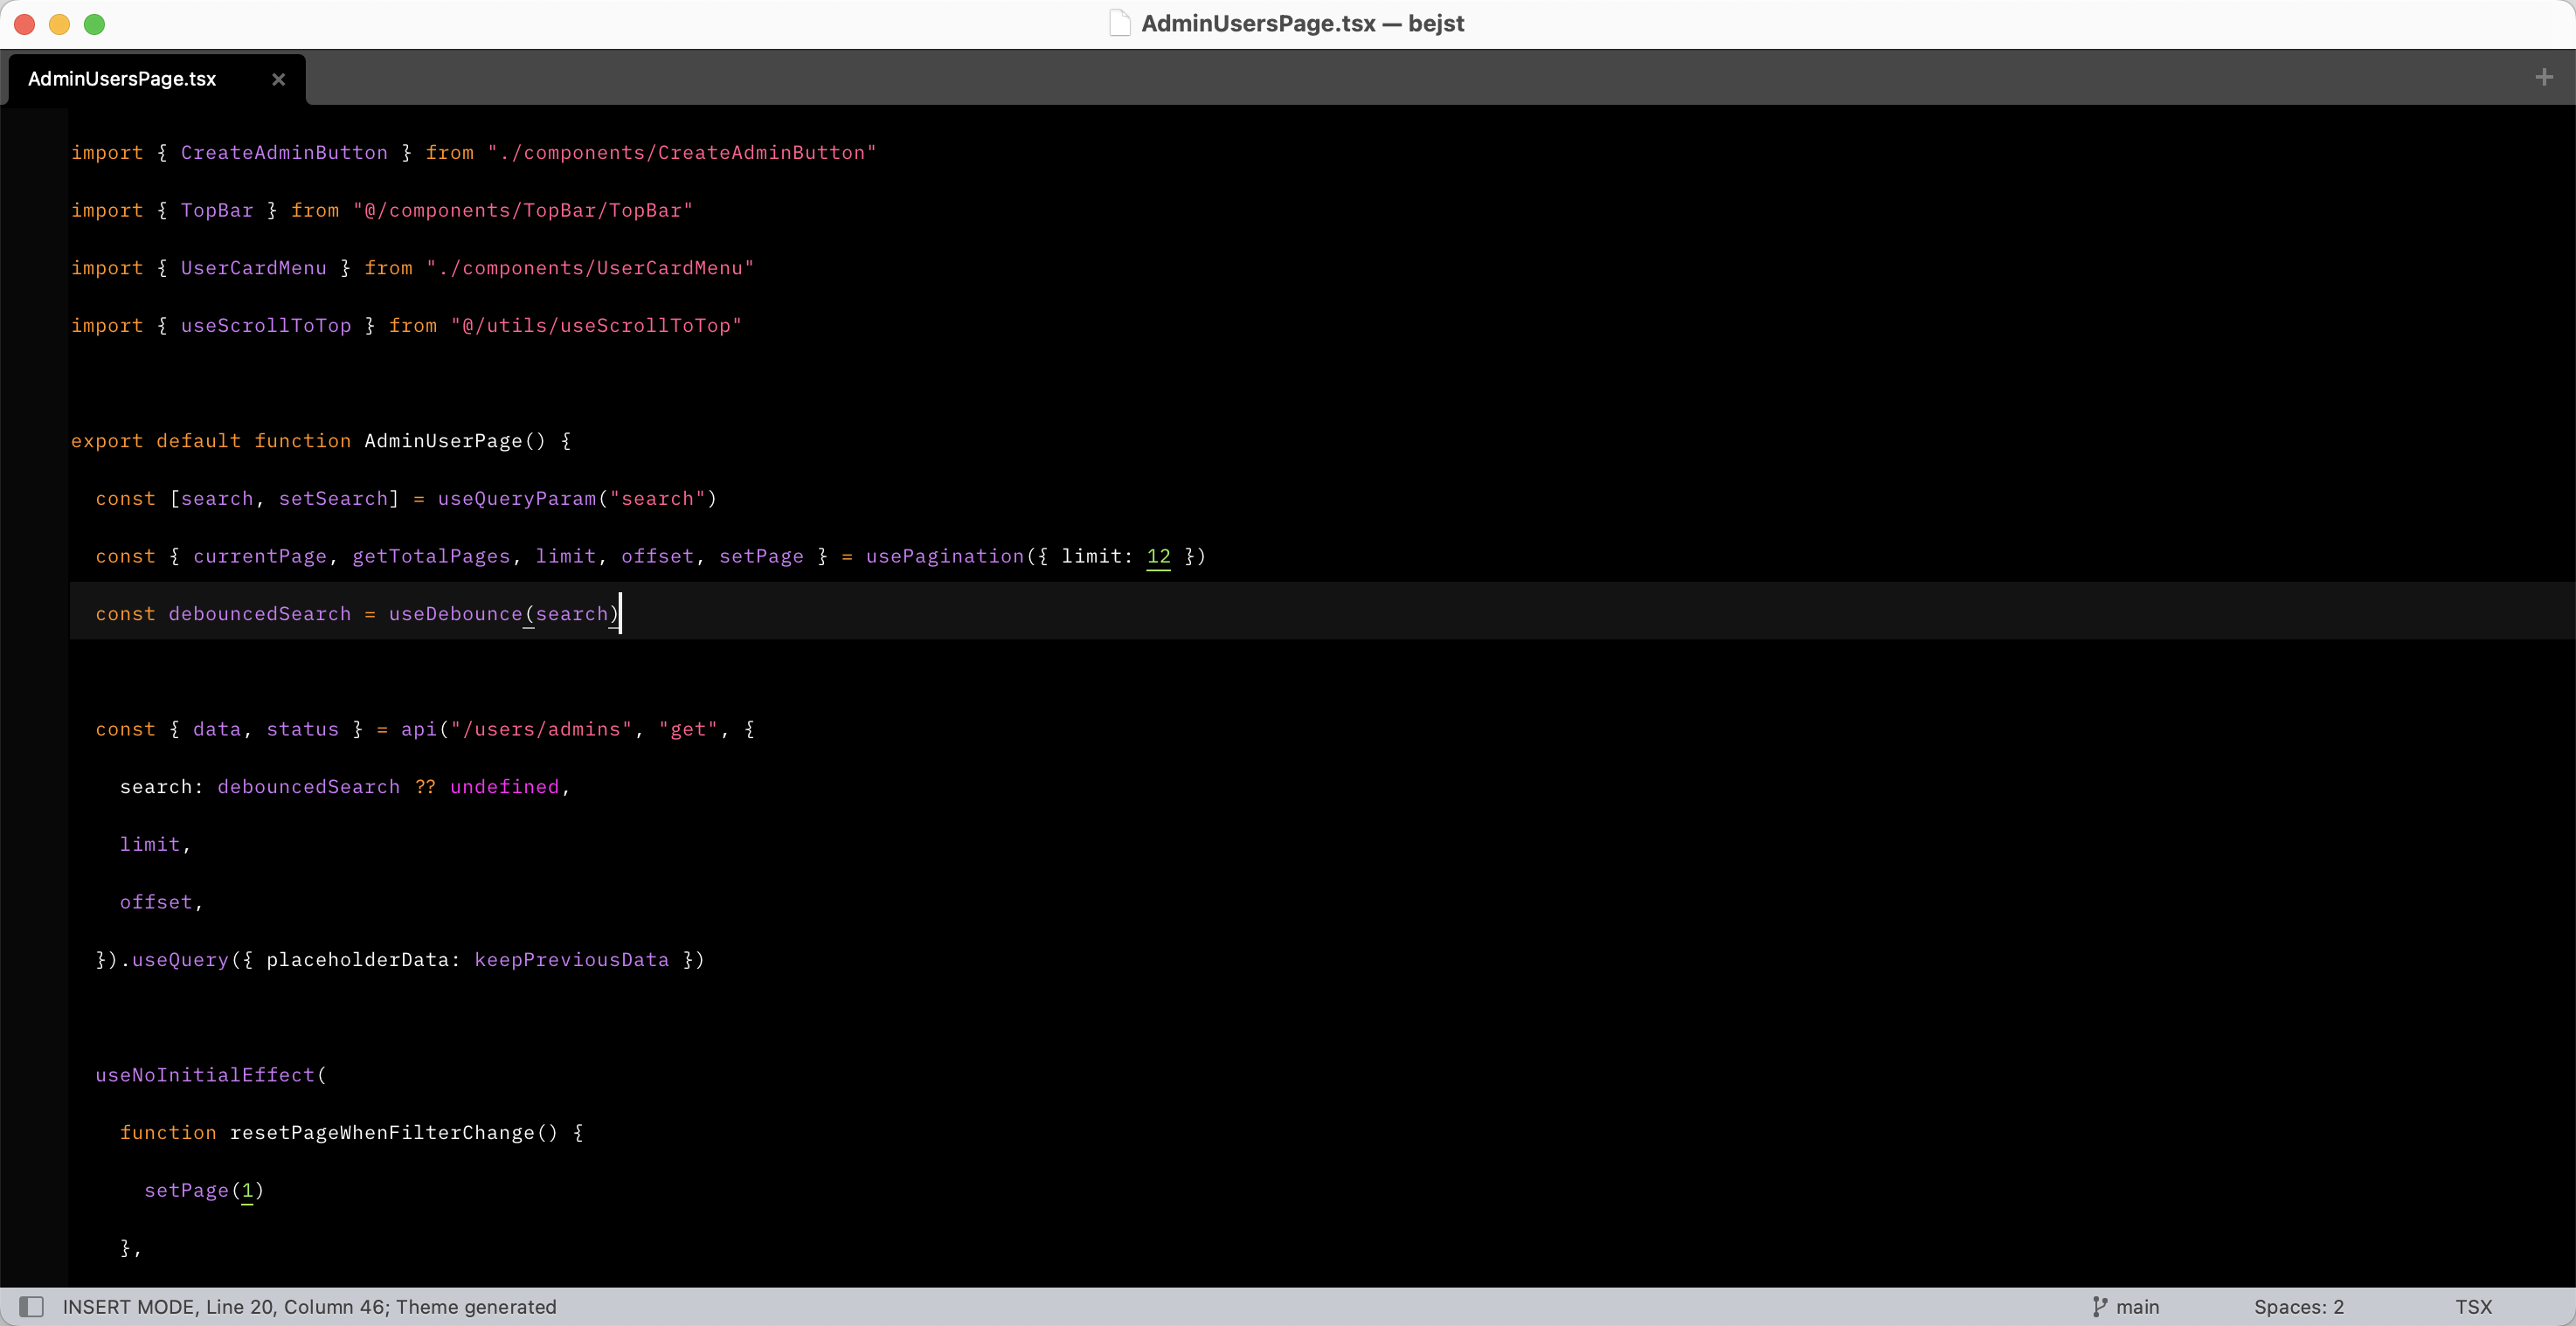 AdminUsersPage.tsx — bejst
AdminUsersPage.tsx
import { CreateAdminButton } from "./components/CreateAdminButton"
import { TopBar } from "@/components/TopBar/TopBar"
import { UserCardMenu } from "./components/UserCardMenu"
import { useScrollToTop } from "@/utils/useScrollToTop"
export default function AdminUserPage() {
const [search, setSearch] = useQueryParam("search")
const { currentPage, getTotalPages, limit, offset, setPage } = usePagination({ limit: 12 })
const debouncedSearch = useDebounce(search)
const { data, status } = api("/users/admins", "get", {
search: debouncedSearch ?? undefined,
limit,
offset,
}).useQuery({ placeholderData: keepPreviousData })
useNoInitialEffect(
function resetPageWhenFilterChange() {
setPage(1)
},
INSERT MODE, Line 20, Column 46; Theme generated
main
Spaces: 2
TSX